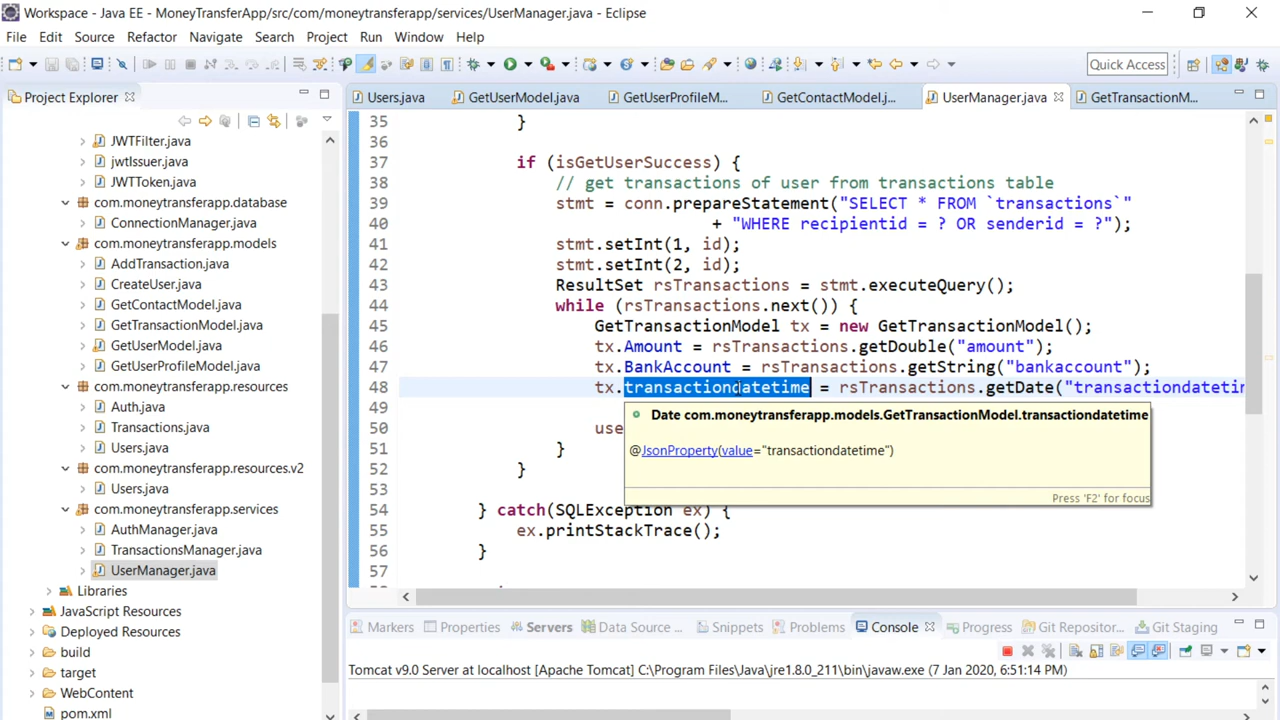 Workspace - Java EE - MoneyTransferApp/src/com/moneytransferapp/services/UserManager.java - Eclipse
File Edit Source Refactor Navigate Search Project Run Window Help
Quick Access
Project Explorer
Users.java GetUserModel.java GetUserProfileM... GetContactModel.j... UserManager.java GetTransactionM...
JWTFilter.java
jwtIssuer.java
JWTToken.java
com.moneytransferapp.database
ConnectionManager.java
com.moneytransferapp.models
AddTransaction.java
CreateUser.java
GetContactModel.java
GetTransactionModel.java
GetUserModel.java
GetUserProfileModel.java
com.moneytransferapp.resources
Auth.java
Transactions.java
Users.java
com.moneytransferapp.resources.v2
Users.java
com.moneytransferapp.services
AuthManager.java
TransactionsManager.java
UserManager.java
Libraries
JavaScript Resources
Deployed Resources
build
target
WebContent
pom.xml
35 }
36
37 if (isGetUserSuccess) {
38 // get transactions of user from transactions table
39 stmt = conn.prepareStatement("SELECT * FROM `transactions`"
40 + "WHERE recipientid = ? OR senderid = ?");
41 stmt.setInt(1, id);
42 stmt.setInt(2, id);
43 ResultSet rsTransactions = stmt.executeQuery();
44 while (rsTransactions.next()) {
45 GetTransactionModel tx = new GetTransactionModel();
46 tx.Amount = rsTransactions.getDouble("amount");
47 tx.BankAccount = rsTransactions.getString("bankaccount");
48 tx.transactiondatetime = rsTransactions.getDate("transactiondatetim
49
50 use
51 }
52 }
53
54 } catch(SQLException ex) {
55 ex.printStackTrace();
56 }
57
Date com.moneytransferapp.models.GetTransactionModel.transactiondatetime
@JsonProperty(value="transactiondatetime")
Press 'F2' for focus
Markers Properties Servers Data Source ... Snippets Problems Console Progress Git Repositor... Git Staging
Tomcat v9.0 Server at localhost [Apache Tomcat] C:\Program Files\Java\jre1.8.0_211\bin\javaw.exe (7 Jan 2020, 6:51:14 PM)